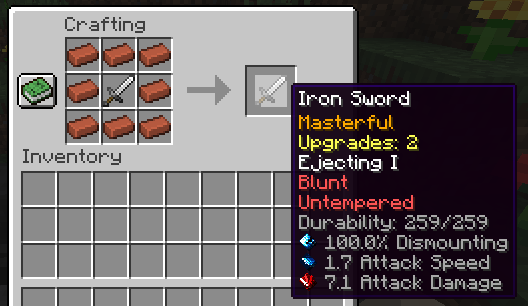 Crafting
Iron Sword
Masterful
Upgrades: 2
Ejecting I
Blunt
Untempered
Durability: 259/259
100.0% Dismounting
1.7 Attack Speed
7.1 Attack Damage
Inventory